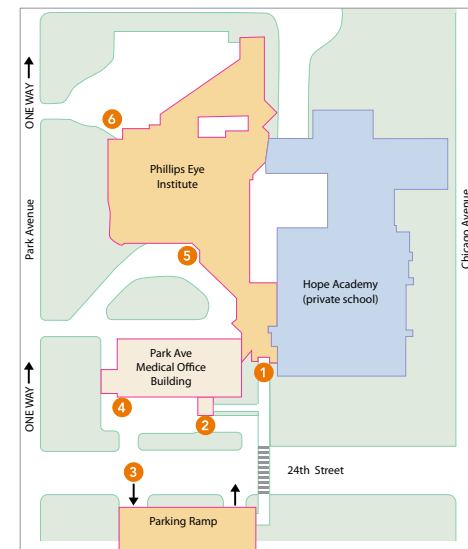 ONE WAY
6
Phillips Eye
Institute
Park Avenue
Chicago Avenue
5
Hope Academy
(private school)
Park Ave
Medical Office
Building
1
ONE WAY
4
2
3
24th Street
Parking Ramp